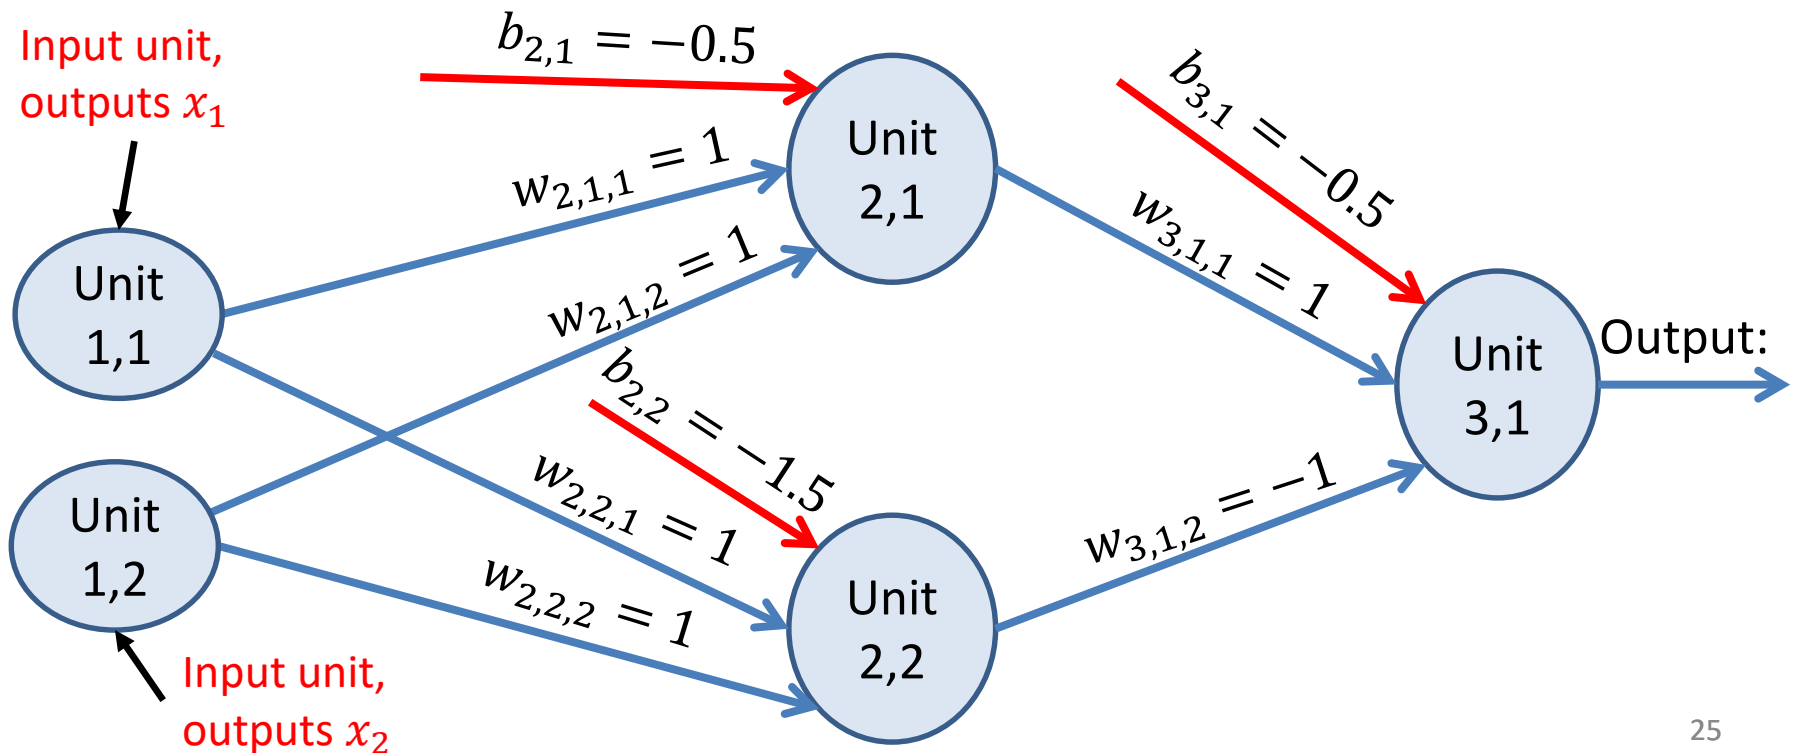 Input unit,
outputs x₁
b₂,₁ = −0.5
b₃,₁ = −0.5
Unit
2,1
w₂,₁,₁ = 1
w₃,₁,₁ = 1
w₂,₁,₂ = 1
Unit
1,1
Output:
Unit
3,1
b₂,₂ = −1.5
w₂,₂,₁ = 1
w₃,₁,₂ = −1
Unit
1,2
w₂,₂,₂ = 1
Unit
2,2
Input unit,
outputs x₂
25